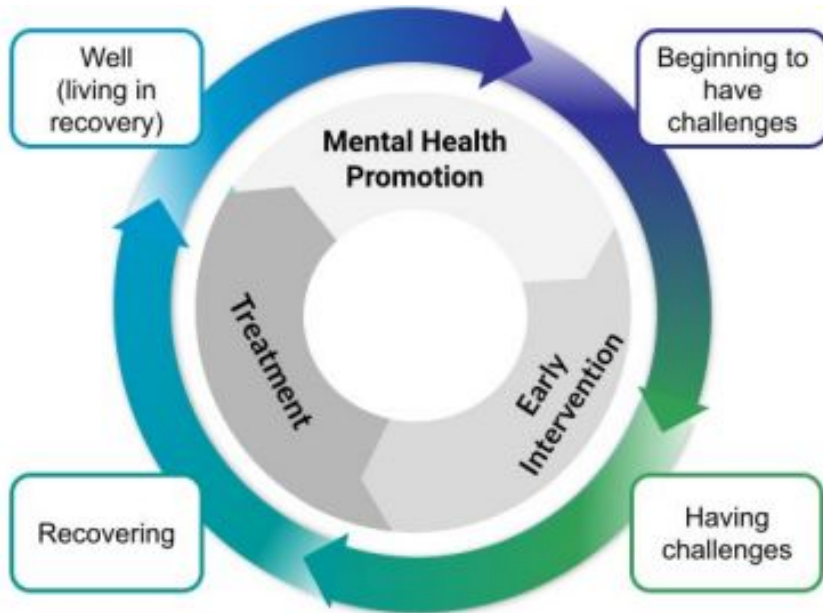 Well
(living in
recovery)
Beginning to
have
challenges
Mental Health
Promotion
Treatment
Early
Intervention
Recovering
Having
challenges